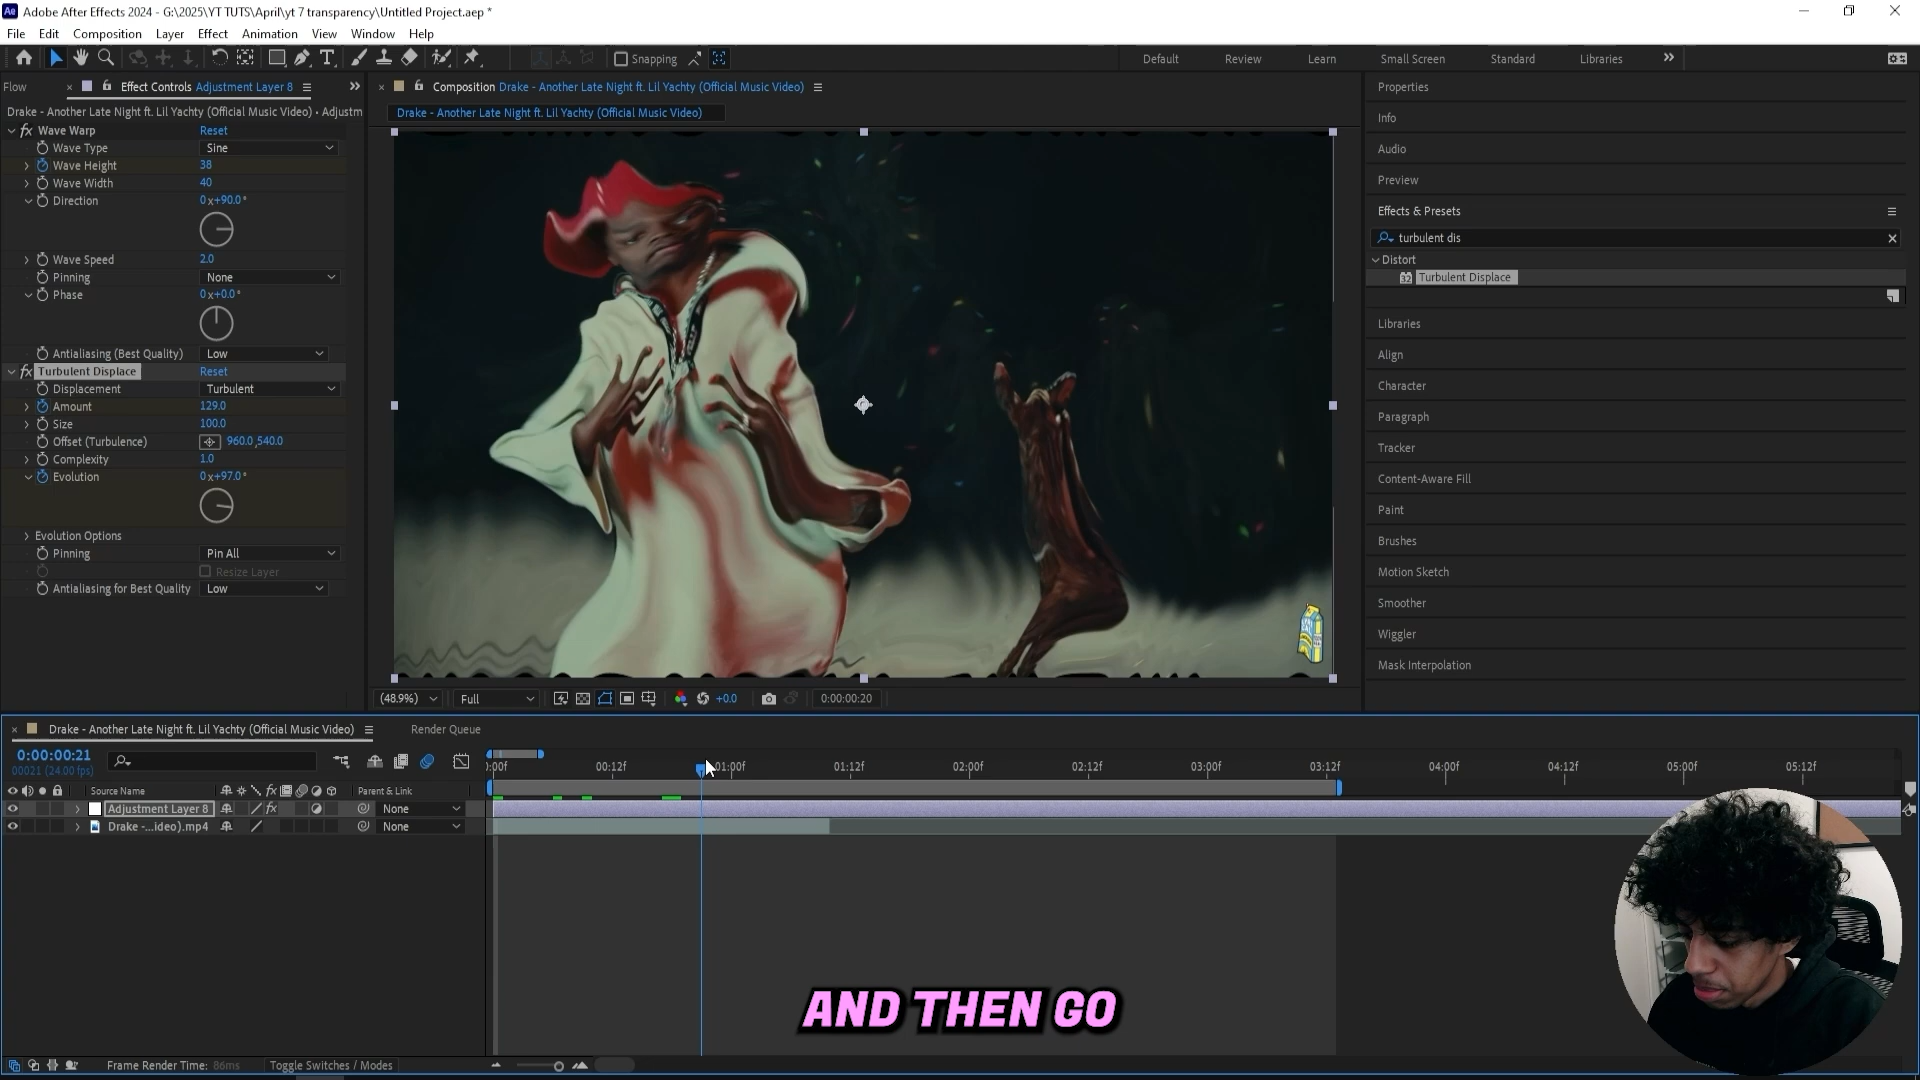 Ae Adobe After Effects 2024 - G:\2025\YT TUTS\April\yt 7 transparency\Untitled Project.aep *
File Edit Composition Layer Effect Animation View Window Help
Snapping
Default Review Learn Small Screen Standard Libraries
Flow Effect Controls Adjustment Layer 8
Drake - Another Late Night ft. Lil Yachty (Official Music Video) • Adjustm
fx Wave Warp Reset
Wave Type Sine
Wave Height 38
Wave Width 40
Direction 0x+90.0°
Wave Speed 2.0
Pinning None
Phase 0x+0.0°
Antialiasing (Best Quality) Low
fx Turbulent Displace Reset
Displacement Turbulent
Amount 129.0
Size 100.0
Offset (Turbulence) 960.0,540.0
Complexity 1.0
Evolution 0x+97.0°
Evolution Options
Pinning Pin All
Resize Layer
Antialiasing for Best Quality Low
Composition Drake - Another Late Night ft. Lil Yachty (Official Music Video)
Drake - Another Late Night ft. Lil Yachty (Official Music Video)
(48.9%) Full +0.0 0:00:00:20
Properties
Info
Audio
Preview
Effects & Presets
turbulent dis
Distort
32 Turbulent Displace
Libraries
Align
Character
Paragraph
Tracker
Content-Aware Fill
Paint
Brushes
Motion Sketch
Smoother
Wiggler
Mask Interpolation
Drake - Another Late Night ft. Lil Yachty (Official Music Video) Render Queue
0:00:00:21
00021 (24.00 fps)
:00f 00:12f 01:00f 01:12f 02:00f 02:12f 03:00f 03:12f 04:00f 04:12f 05:00f 05:12f
Source Name fx Parent & Link
Adjustment Layer 8 fx None
Drake -...ideo).mp4 None
AND THEN GO
Frame Render Time: 86ms Toggle Switches / Modes